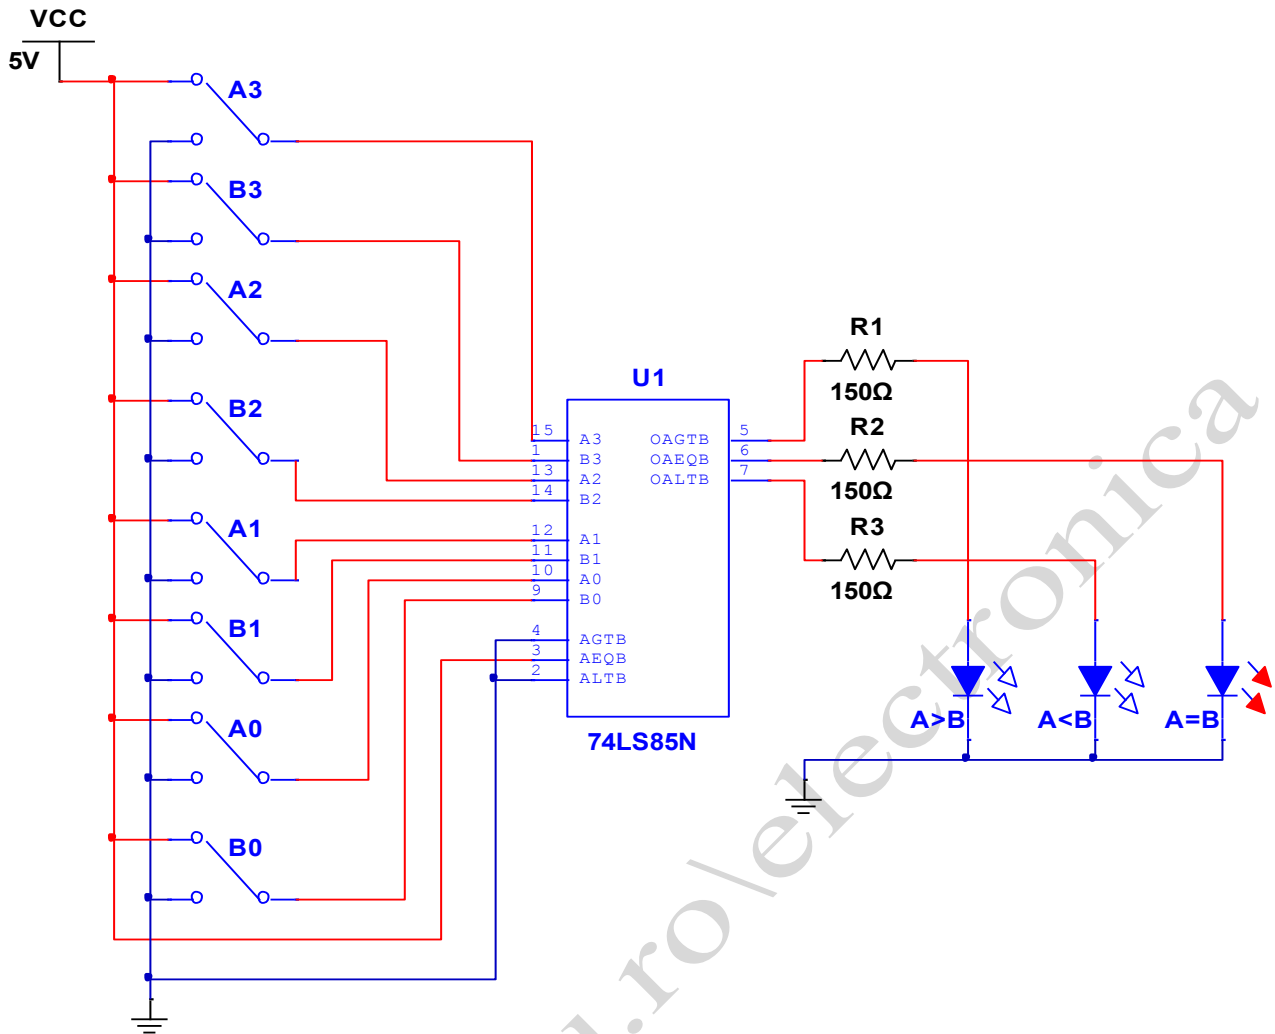 VCC
5V
A3
B3
A2
B2
A1
B1
A0
B0
U1
15 A3
1 B3
13 A2
14 B2
12 A1
11 B1
10 A0
9 B0
4 AGTB
3 AEQB
2 ALTB
OAGTB 5
OAEQB 6
OALTB 7
74LS85N
R1
150Ω
R2
150Ω
R3
150Ω
A>B
A<B
A=B
.ro\electronica